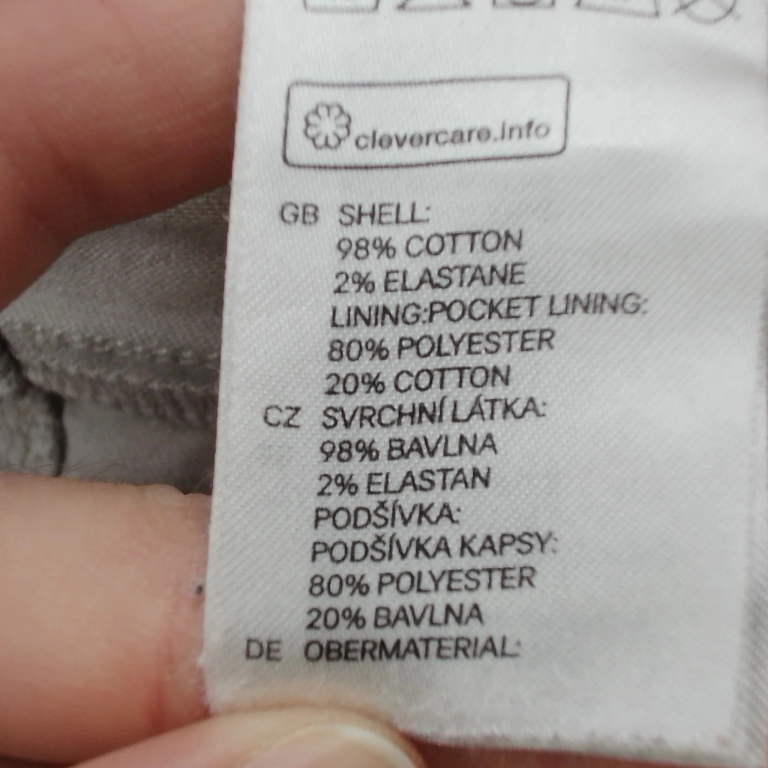 clevercare.info
GB SHELL:
98% COTTON
2% ELASTANE
LINING:POCKET LINING:
80% POLYESTER
20% COTTON
CZ SVRCHNÍ LÁTKA:
98% BAVLNA
2% ELASTAN
PODŠÍVKA:
PODŠÍVKA KAPSY:
80% POLYESTER
20% BAVLNA
DE OBERMATERIAL: